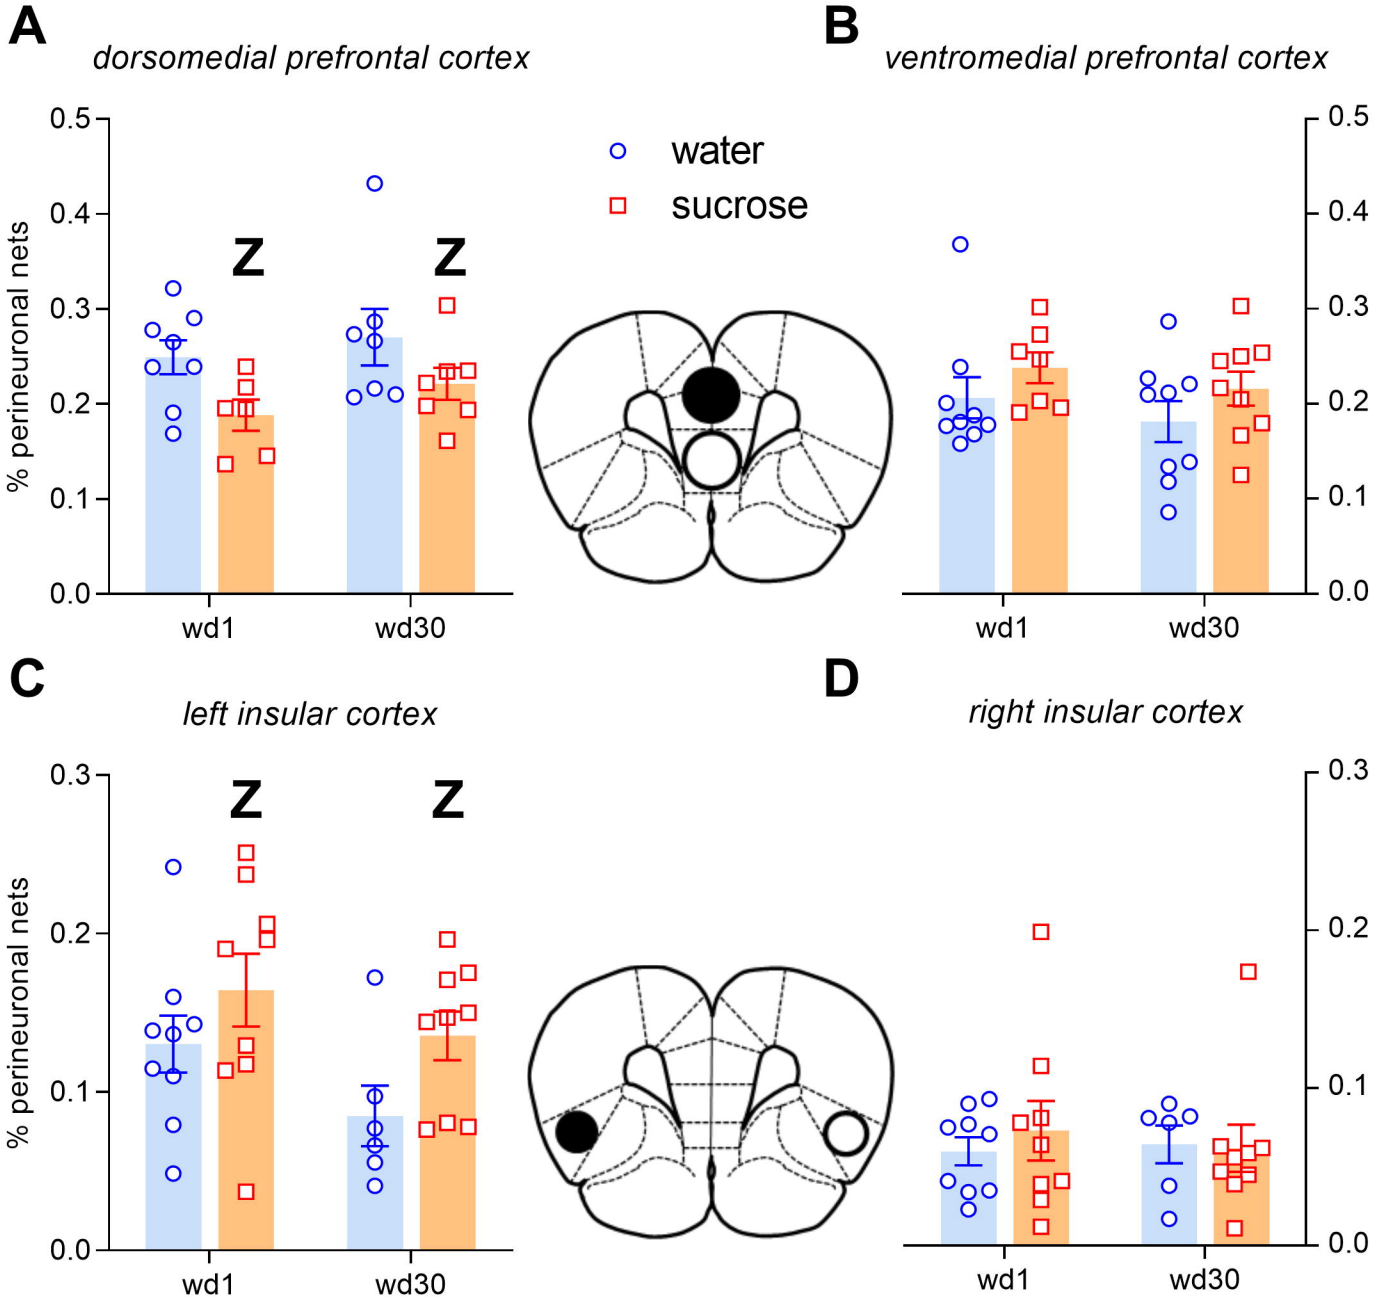 A
dorsomedial prefrontal cortex
B
ventromedial prefrontal cortex
% perineuronal nets
0.5
0.4
0.3
0.2
0.1
0.0
Z
Z
wd1
wd30
water
sucrose
0.5
0.4
0.3
0.2
0.1
0.0
wd1
wd30
C
left insular cortex
D
right insular cortex
% perineuronal nets
0.3
0.2
0.1
0.0
Z
Z
wd1
wd30
0.3
0.2
0.1
0.0
wd1
wd30